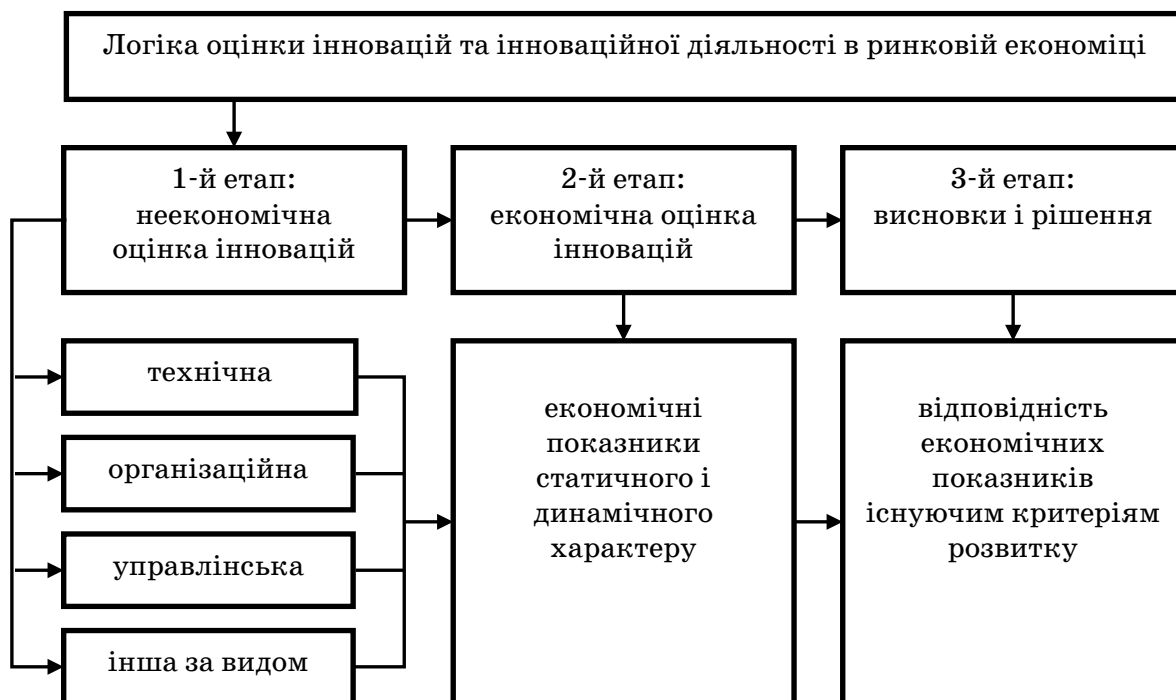 Логіка оцінки інновацій та інноваційної діяльності в ринковій економіці
1-й етап:
неекономічна
оцінка інновацій
2-й етап:
економічна оцінка
інновацій
3-й етап:
висновки і рішення
технічна
організаційна
управлінська
інша за видом
економічні
показники
статичного і
динамічного
характеру
відповідність
економічних
показників
існуючим критеріям
розвитку